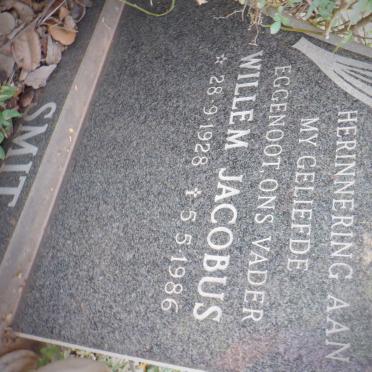 HERINNERING AAN
MY GELIEFDE
EGGENOOT, ONS VADER
WILLEM JACOBUS
☆ 28.9.1928 ✝ 5.5.1986
SMIT